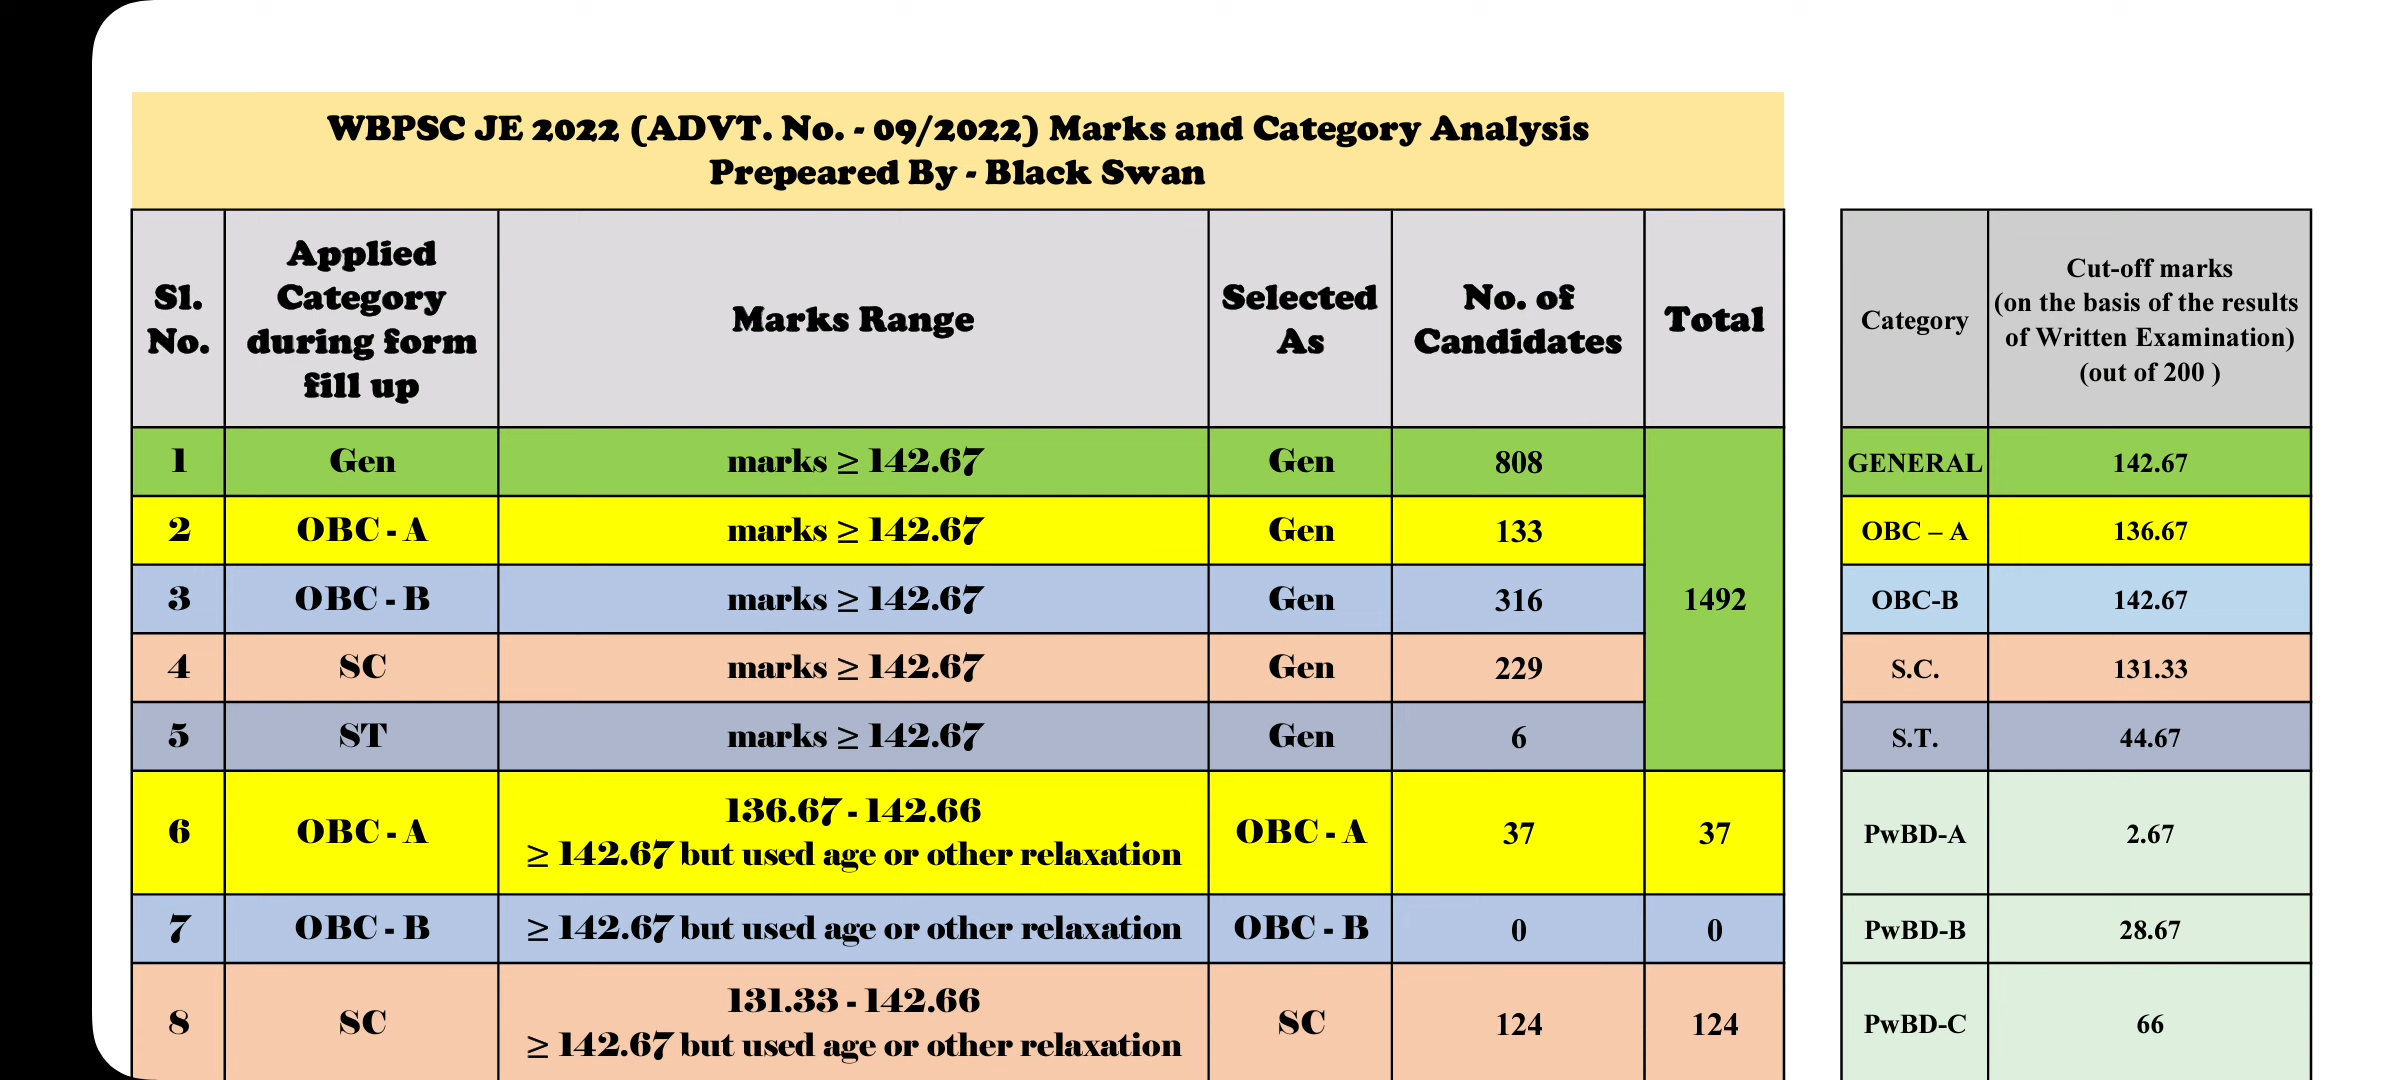 WBPSC JE 2022 (ADVT. No. - 09/2022) Marks and Category Analysis
Prepeared By - Black Swan
Sl. No. | Applied Category during form fill up | Marks Range | Selected As | No. of Candidates | Total
1 | Gen | marks ≥ 142.67 | Gen | 808 | 1492
2 | OBC - A | marks ≥ 142.67 | Gen | 133
3 | OBC - B | marks ≥ 142.67 | Gen | 316
4 | SC | marks ≥ 142.67 | Gen | 229
5 | ST | marks ≥ 142.67 | Gen | 6
6 | OBC - A | 136.67 - 142.66 ≥ 142.67 but used age or other relaxation | OBC - A | 37 | 37
7 | OBC - B | ≥ 142.67 but used age or other relaxation | OBC - B | 0 | 0
8 | SC | 131.33 - 142.66 ≥ 142.67 but used age or other relaxation | SC | 124 | 124
Category | Cut-off marks (on the basis of the results of Written Examination) (out of 200 )
GENERAL | 142.67
OBC – A | 136.67
OBC-B | 142.67
S.C. | 131.33
S.T. | 44.67
PwBD-A | 2.67
PwBD-B | 28.67
PwBD-C | 66